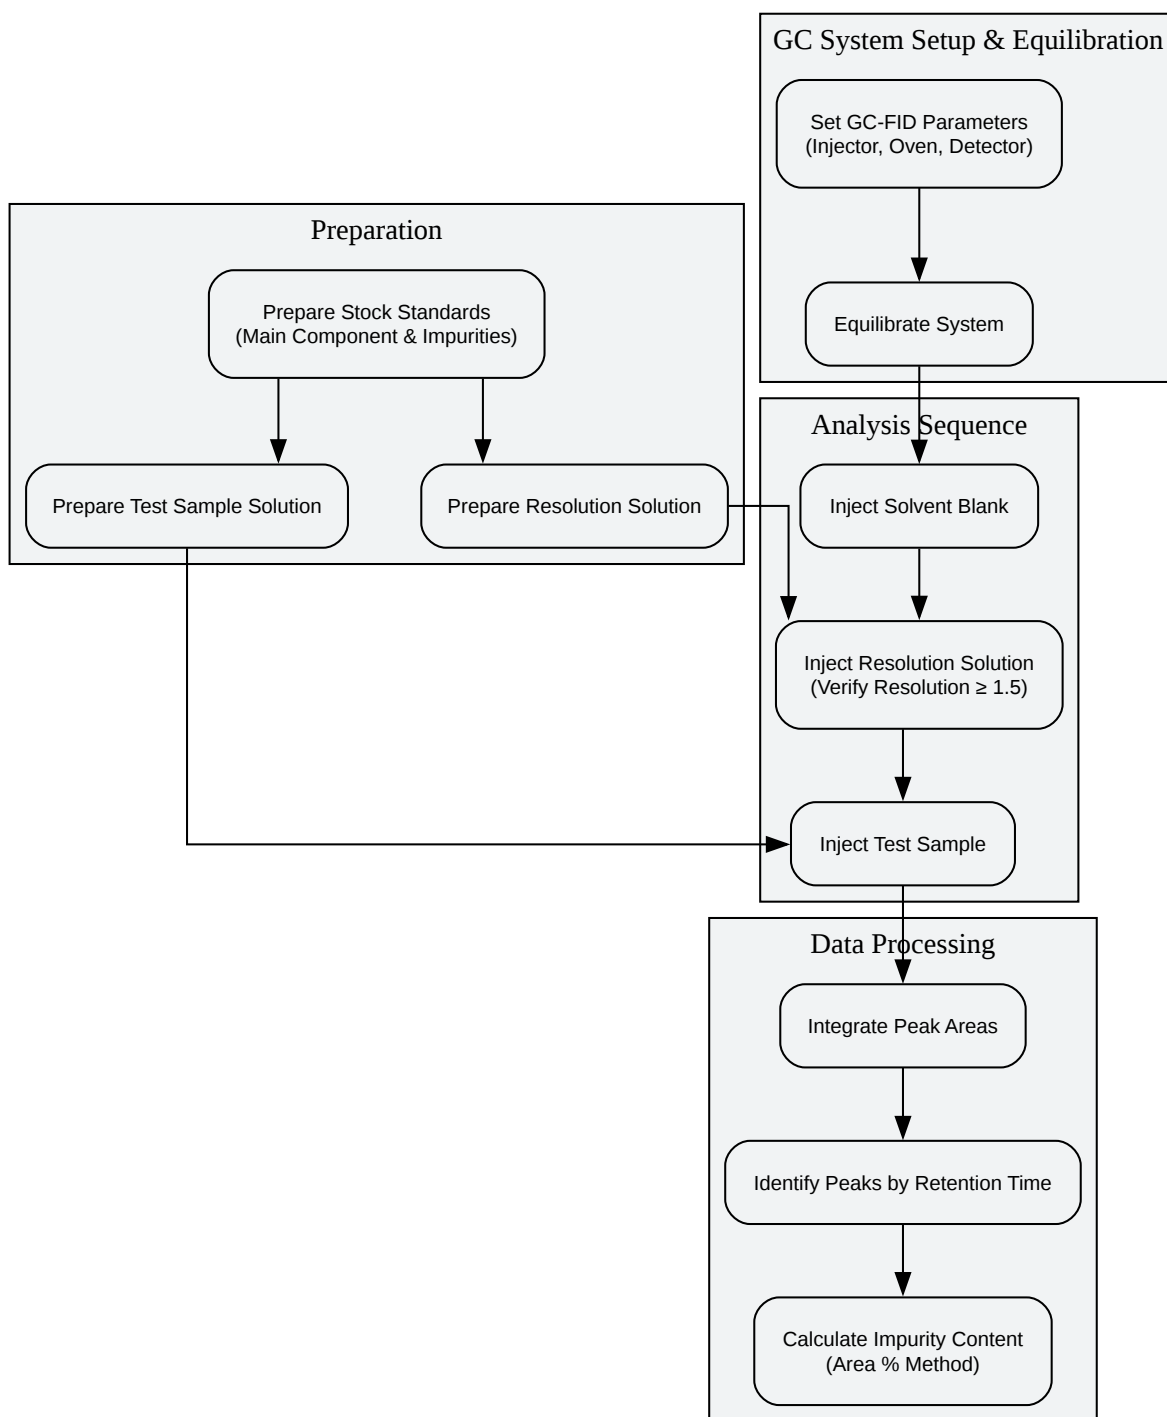 GC System Setup & Equilibration
Set GC-FID Parameters
(Injector, Oven, Detector)
Equilibrate System
Preparation
Prepare Stock Standards
(Main Component & Impurities)
Prepare Test Sample Solution
Prepare Resolution Solution
Analysis Sequence
Inject Solvent Blank
Inject Resolution Solution
(Verify Resolution ≥ 1.5)
Inject Test Sample
Data Processing
Integrate Peak Areas
Identify Peaks by Retention Time
Calculate Impurity Content
(Area % Method)